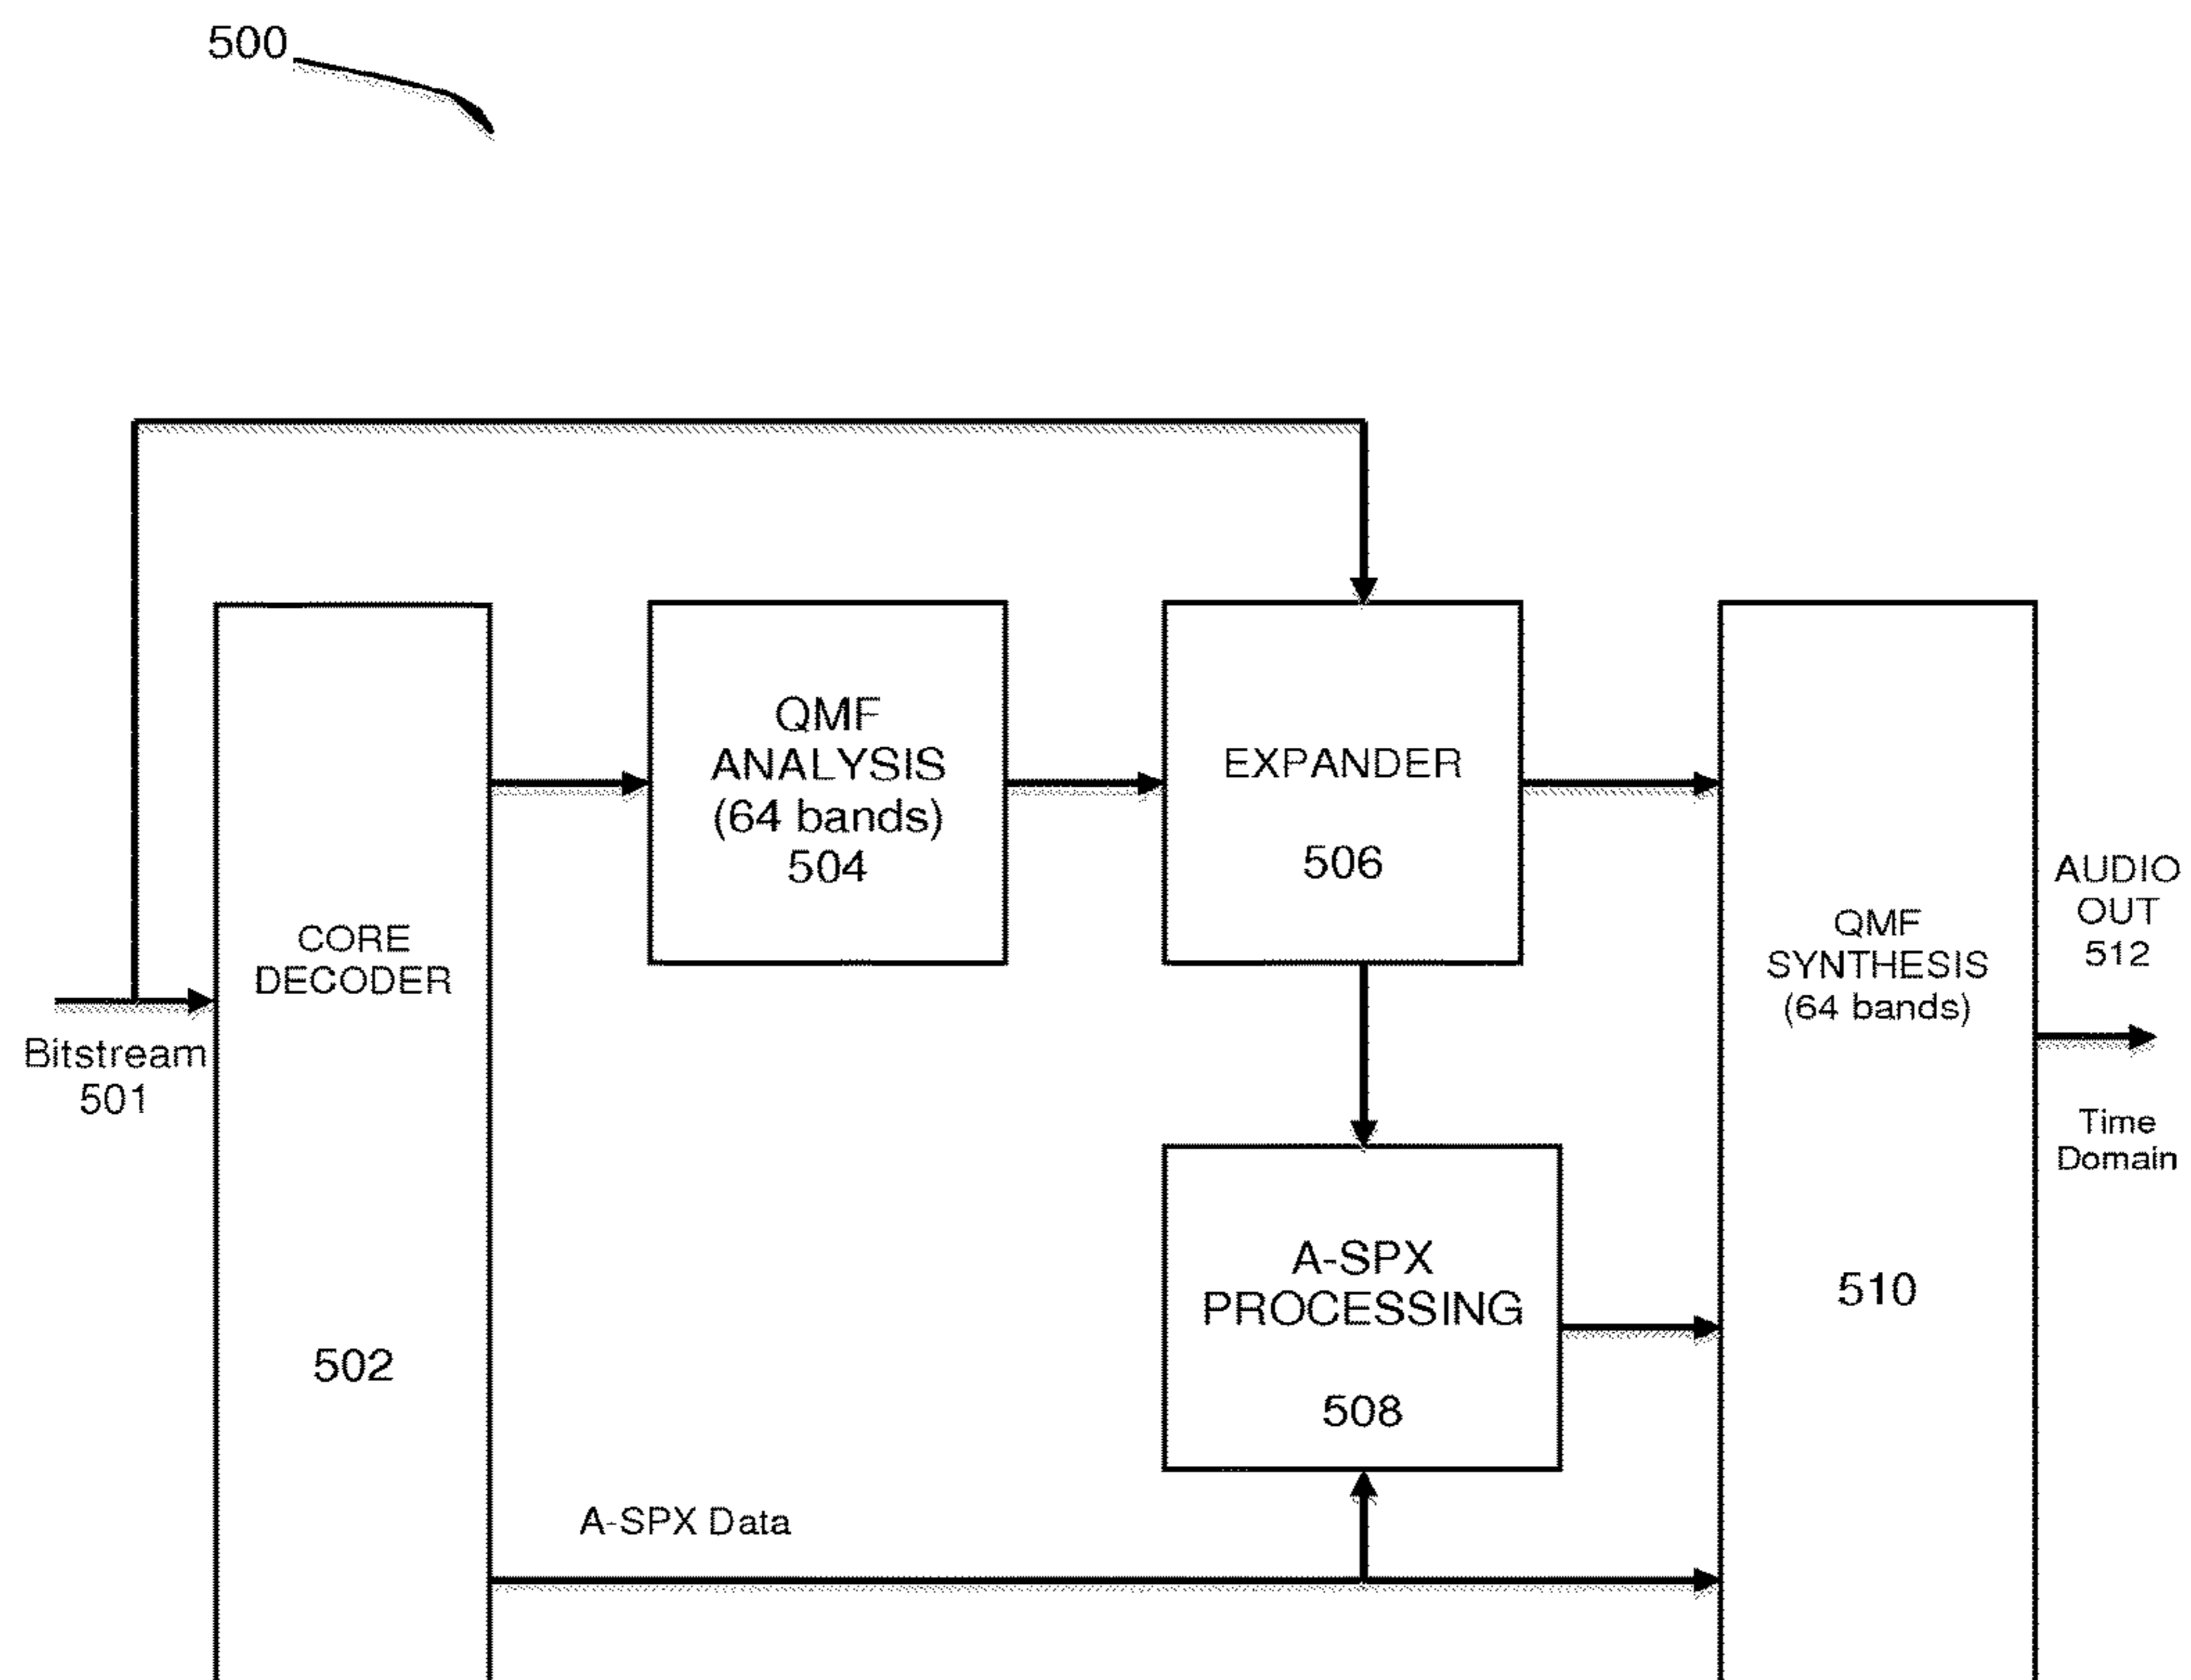 500
QMF
ANALYSIS
(64 bands)
504
EXPANDER
506
CORE
DECODER
502
Bitstream
501
QMF
SYNTHESIS
(64 bands)
510
AUDIO
OUT
512
Time
Domain
A-SPX
PROCESSING
508
A-SPX Data